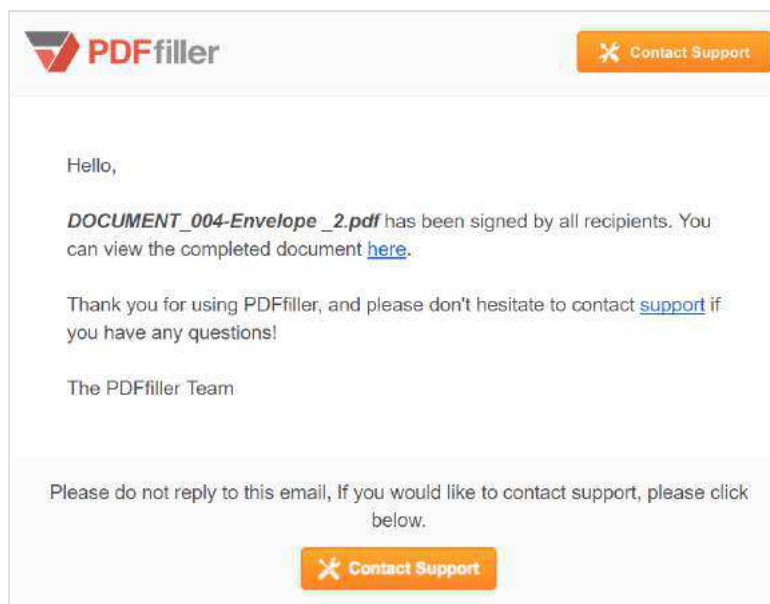 PDFfiller
Contact Support
Hello,
DOCUMENT_004-Envelope _2.pdf has been signed by all recipients. You
can view the completed document here.
Thank you for using PDFfiller, and please don't hesitate to contact support if
you have any questions!
The PDFfiller Team
Please do not reply to this email, If you would like to contact support, please click
below.
Contact Support